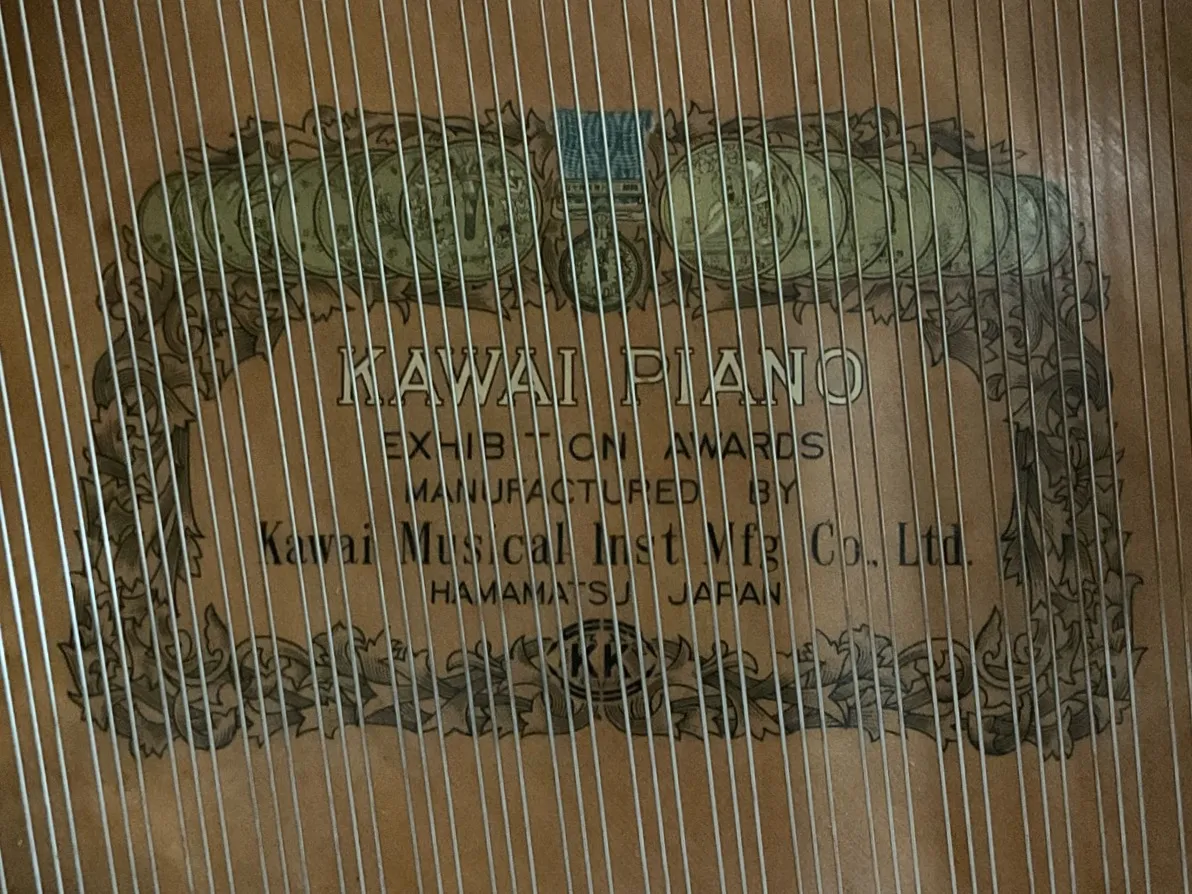 KAWAI PIANO
EXHIBITION AWARDS
MANUFACTURED BY
Kawai Musical Inst Mfg Co., Ltd.
HAMAMATSU JAPAN
KK